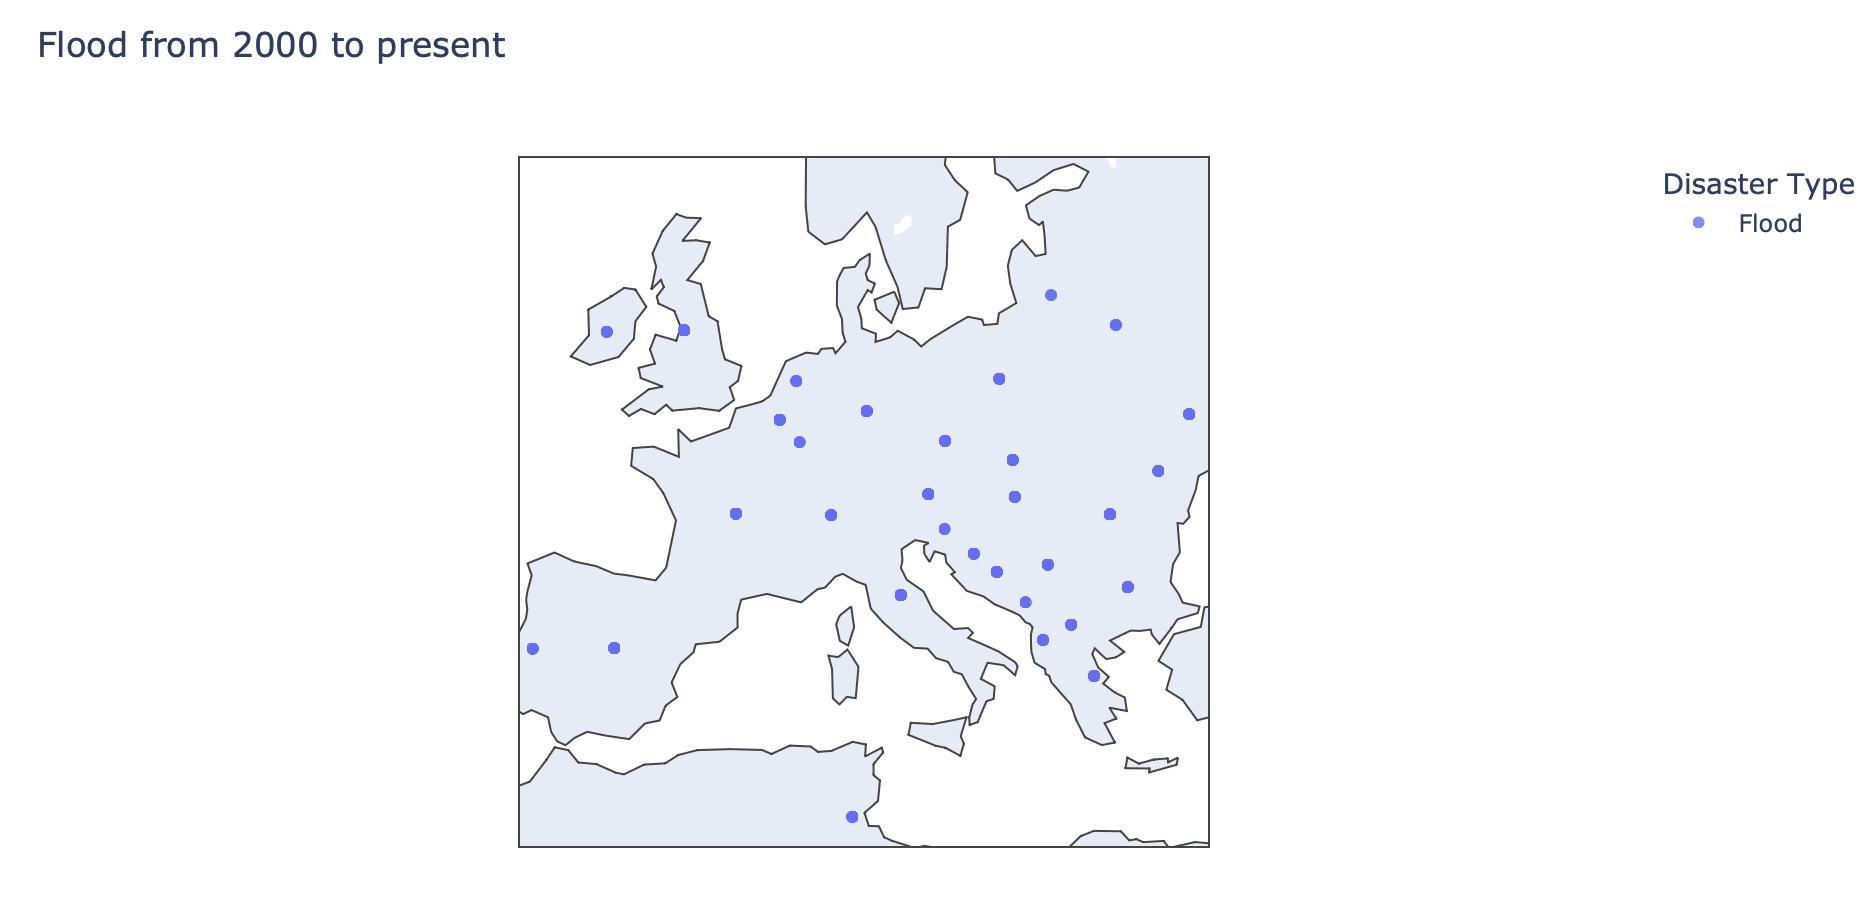 Flood from 2000 to present
Disaster Type
Flood